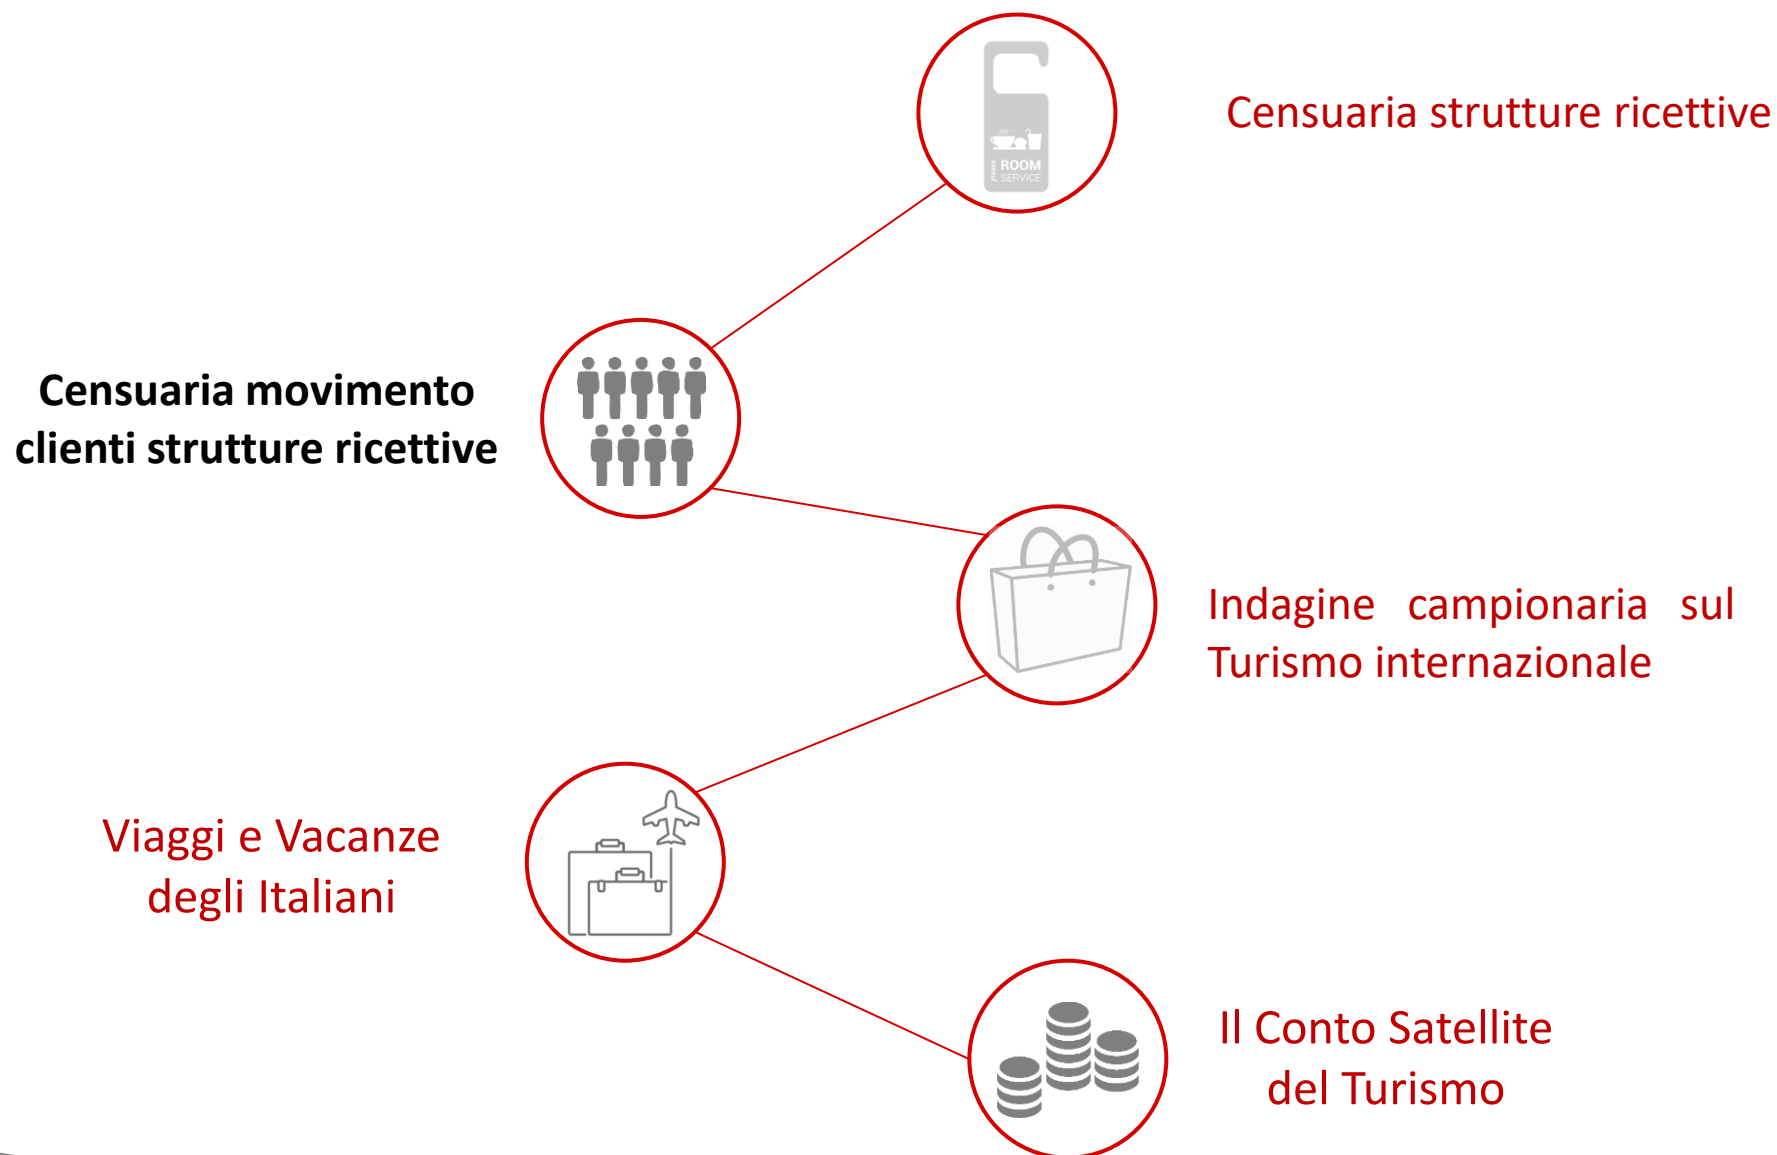 please
ROOM
SERVICE
Censuaria strutture ricettive
Censuaria movimento
clienti strutture ricettive
Indagine campionaria sul
Turismo internazionale
Viaggi e Vacanze
degli Italiani
Il Conto Satellite
del Turismo